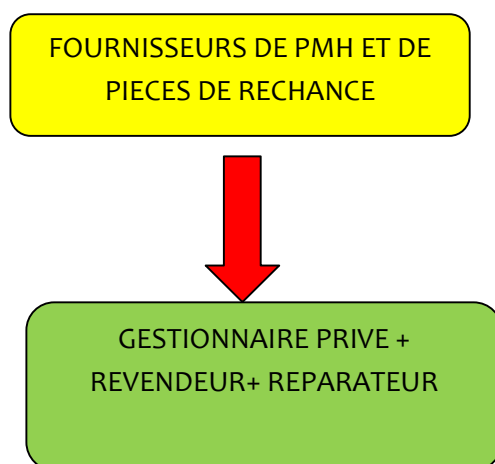 FOURNISSEURS DE PMH ET DE
PIECES DE RECHANCE
GESTIONNAIRE PRIVE +
REVENDEUR+ REPARATEUR